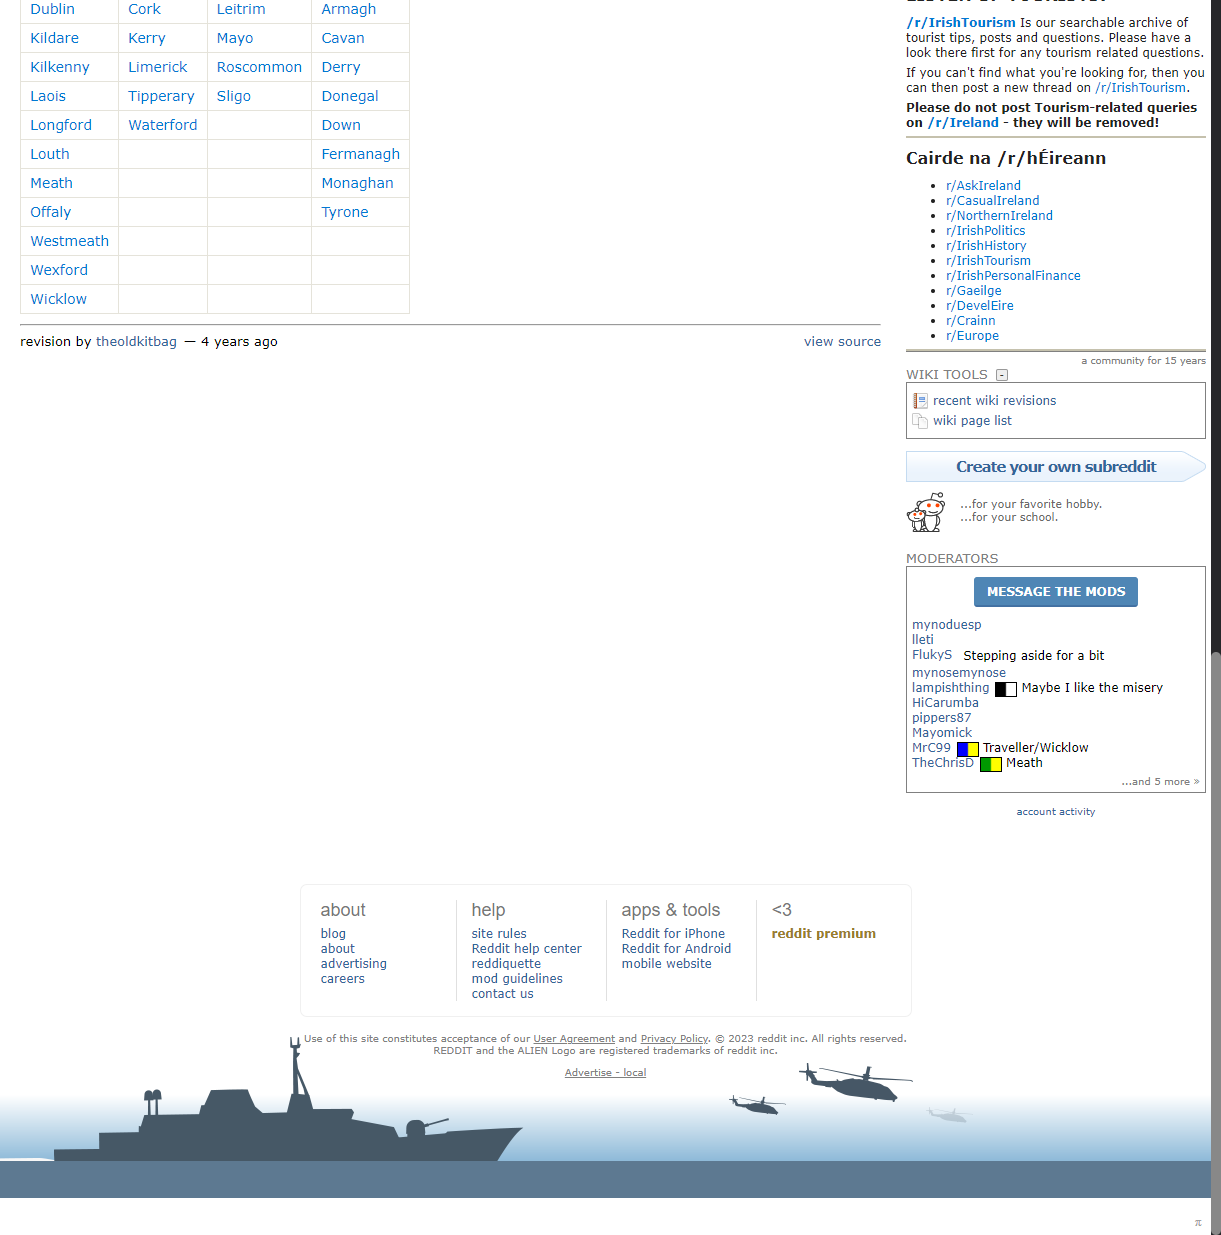 Dublin Cork Leitrim Armagh
Kildare Kerry Mayo Cavan
Kilkenny Limerick Roscommon Derry
Laois Tipperary Sligo Donegal
Longford Waterford Down
Louth Fermanagh
Meath Monaghan
Offaly Tyrone
Westmeath
Wexford
Wicklow
revision by theoldkitbag — 4 years ago view source
/r/IrishTourism Is our searchable archive of
tourist tips, posts and questions. Please have a
look there first for any tourism related questions.
If you can't find what you're looking for, then you
can then post a new thread on /r/IrishTourism.
Please do not post Tourism-related queries
on /r/Ireland - they will be removed!
Cairde na /r/hÉireann
r/AskIreland
r/CasualIreland
r/NorthernIreland
r/IrishPolitics
r/IrishHistory
r/IrishTourism
r/IrishPersonalFinance
r/Gaeilge
r/DevelEire
r/Crainn
r/Europe
a community for 15 years
WIKI TOOLS -
recent wiki revisions
wiki page list
Create your own subreddit
...for your favorite hobby.
...for your school.
MODERATORS
MESSAGE THE MODS
mynoduesp
lleti
FlukyS Stepping aside for a bit
mynosemynose
lampishthing Maybe I like the misery
HiCarumba
pippers87
Mayomick
MrC99 Traveller/Wicklow
TheChrisD Meath
...and 5 more »
account activity
about
blog
about
advertising
careers
help
site rules
Reddit help center
reddiquette
mod guidelines
contact us
apps & tools
Reddit for iPhone
Reddit for Android
mobile website
<3
reddit premium
Use of this site constitutes acceptance of our User Agreement and Privacy Policy. © 2023 reddit inc. All rights reserved.
REDDIT and the ALIEN Logo are registered trademarks of reddit inc.
Advertise - local
π